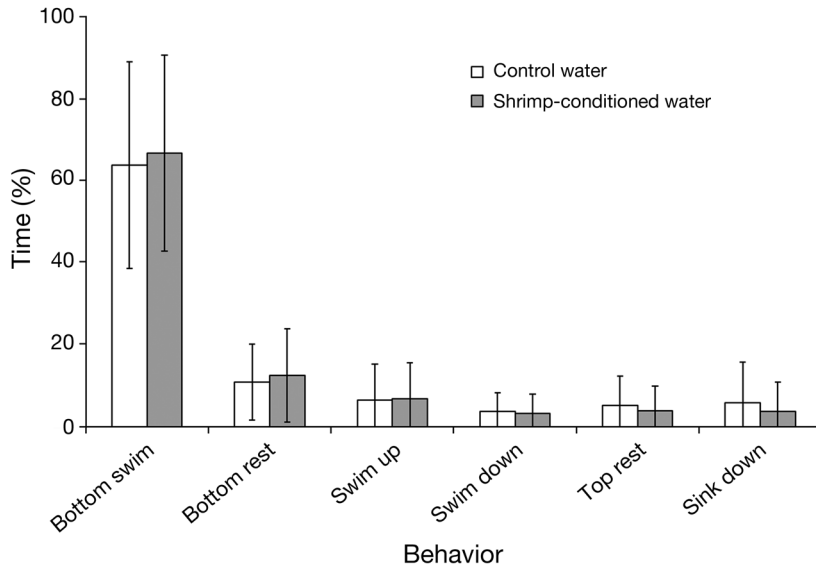 100
80
60
40
20
0
Time (%)
Control water
Shrimp-conditioned water
Bottom swim
Bottom rest
Swim up
Swim down
Top rest
Sink down
Behavior